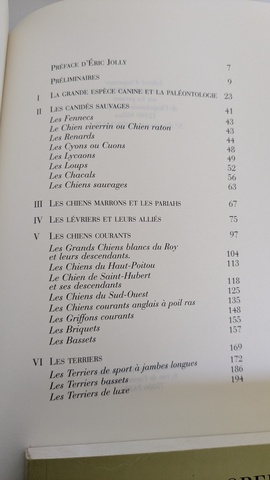 PRÉFACE D'ÉRIC JOLLY 7
PRÉLIMINAIRES 9
I LA GRANDE ESPÈCE CANINE ET LA PALÉONTOLOGIE 23
II LES CANIDÉS SAUVAGES 41
Les Fennecs 43
Le Chien viverrin ou Chien raton 43
Les Renards 44
Les Cyons ou Cuons 48
Les Lycaons 49
Les Loups 52
Les Chacals 56
Les Chiens sauvages 63
III LES CHIENS MARRONS ET LES PARIAHS 67
IV LES LÉVRIERS ET LEURS ALLIÉS 75
V LES CHIENS COURANTS 97
Les Grands Chiens blancs du Roy
et leurs descendants. 104
Les Chiens du Haut-Poitou 113
Le Chien de Saint-Hubert
et ses descendants 118
Les Chiens du Sud-Ouest 125
Les Chiens courants anglais à poil ras 135
Les Griffons courants 148
Les Briquets 155
Les Bassets 157
VI LES TERRIERS 169
Les Terriers de sport à jambes longues 172
Les Terriers bassets 186
Les Terriers de luxe 194